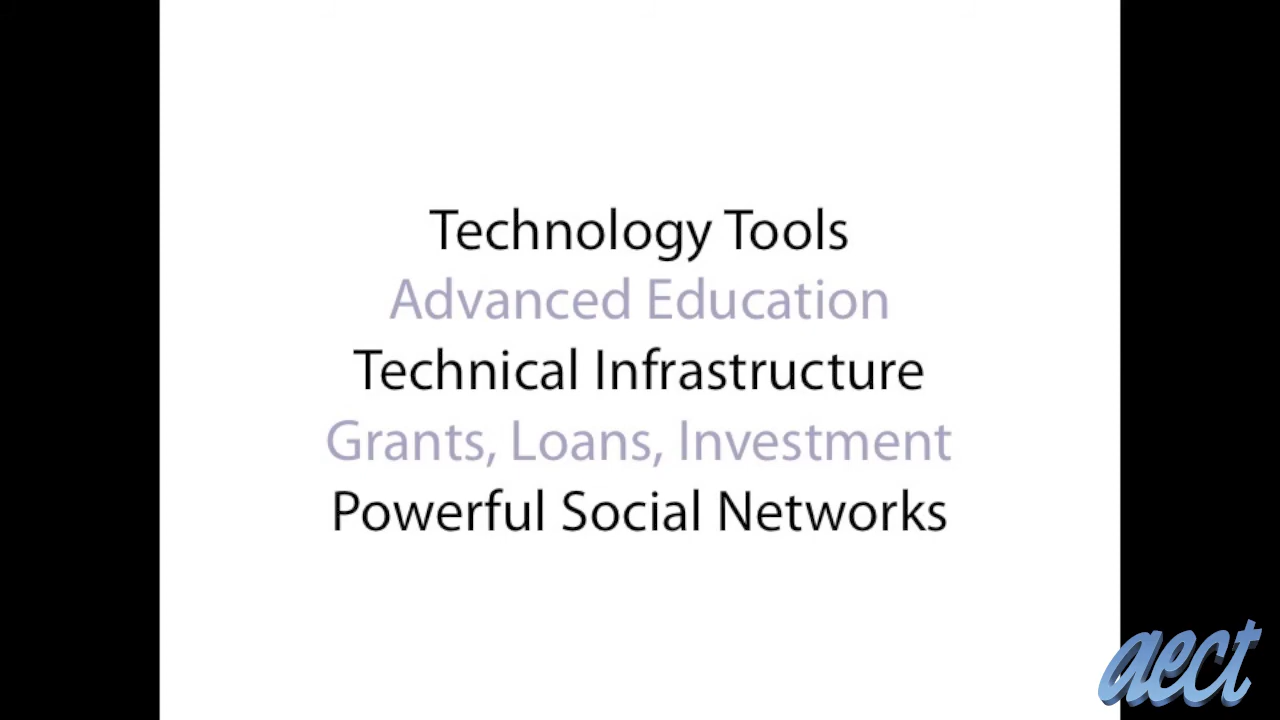 Technology Tools
Advanced Education
Technical Infrastructure
Grants, Loans, Investment
Powerful Social Networks
aect